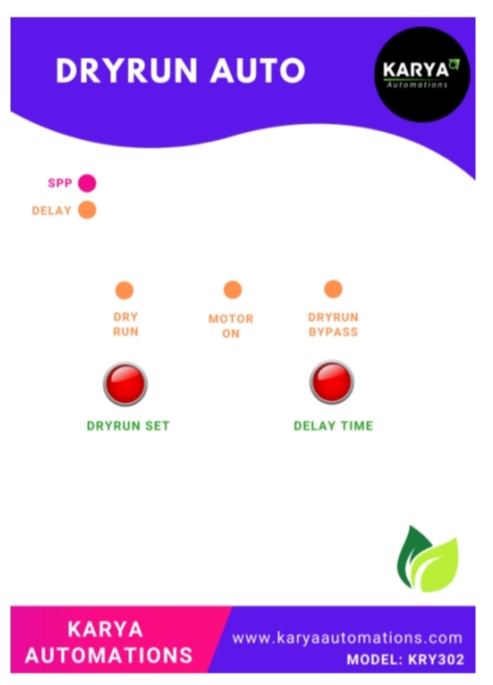 DRYRUN AUTO
KARYA
Automations
SPP
DELAY
DRY
RUN
MOTOR
ON
DRYRUN
BYPASS
DRYRUN SET
DELAY TIME
KARYA
AUTOMATIONS
www.karyaautomations.com
MODEL: KRY302